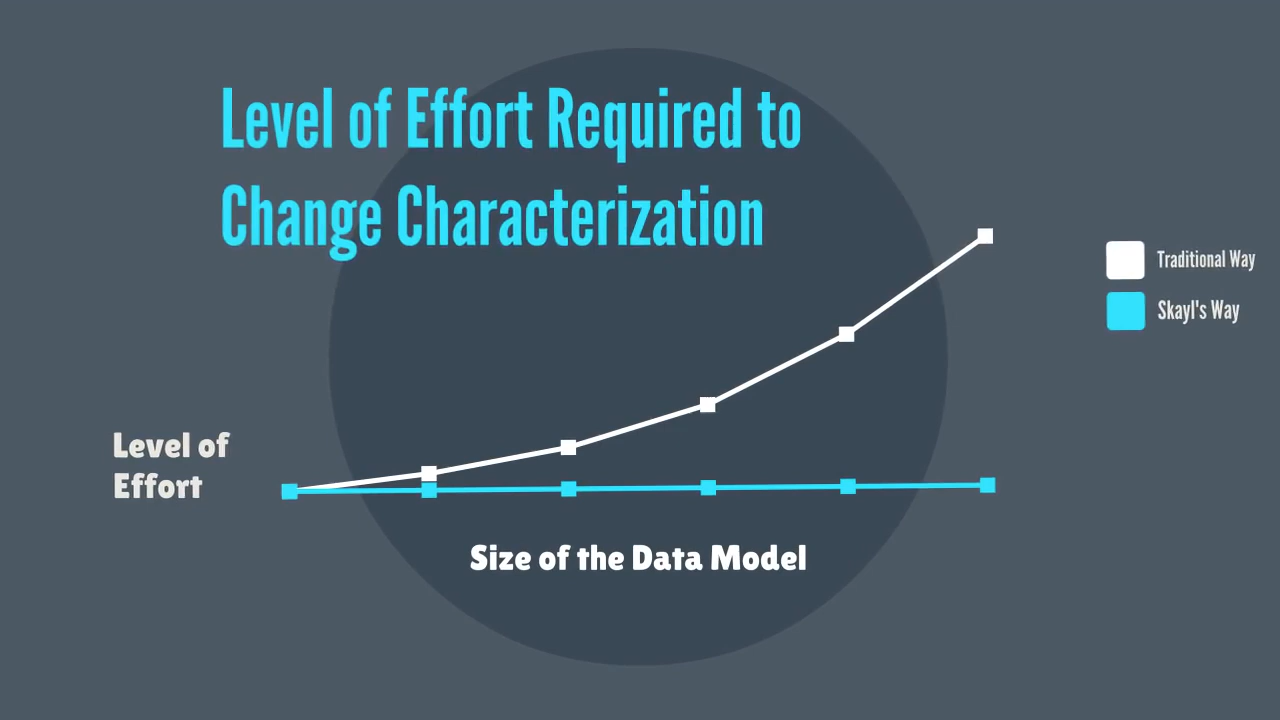 Level of Effort Required to
Change Characterization
Traditional Way
Skayl's Way
Level of
Effort
Size of the Data Model